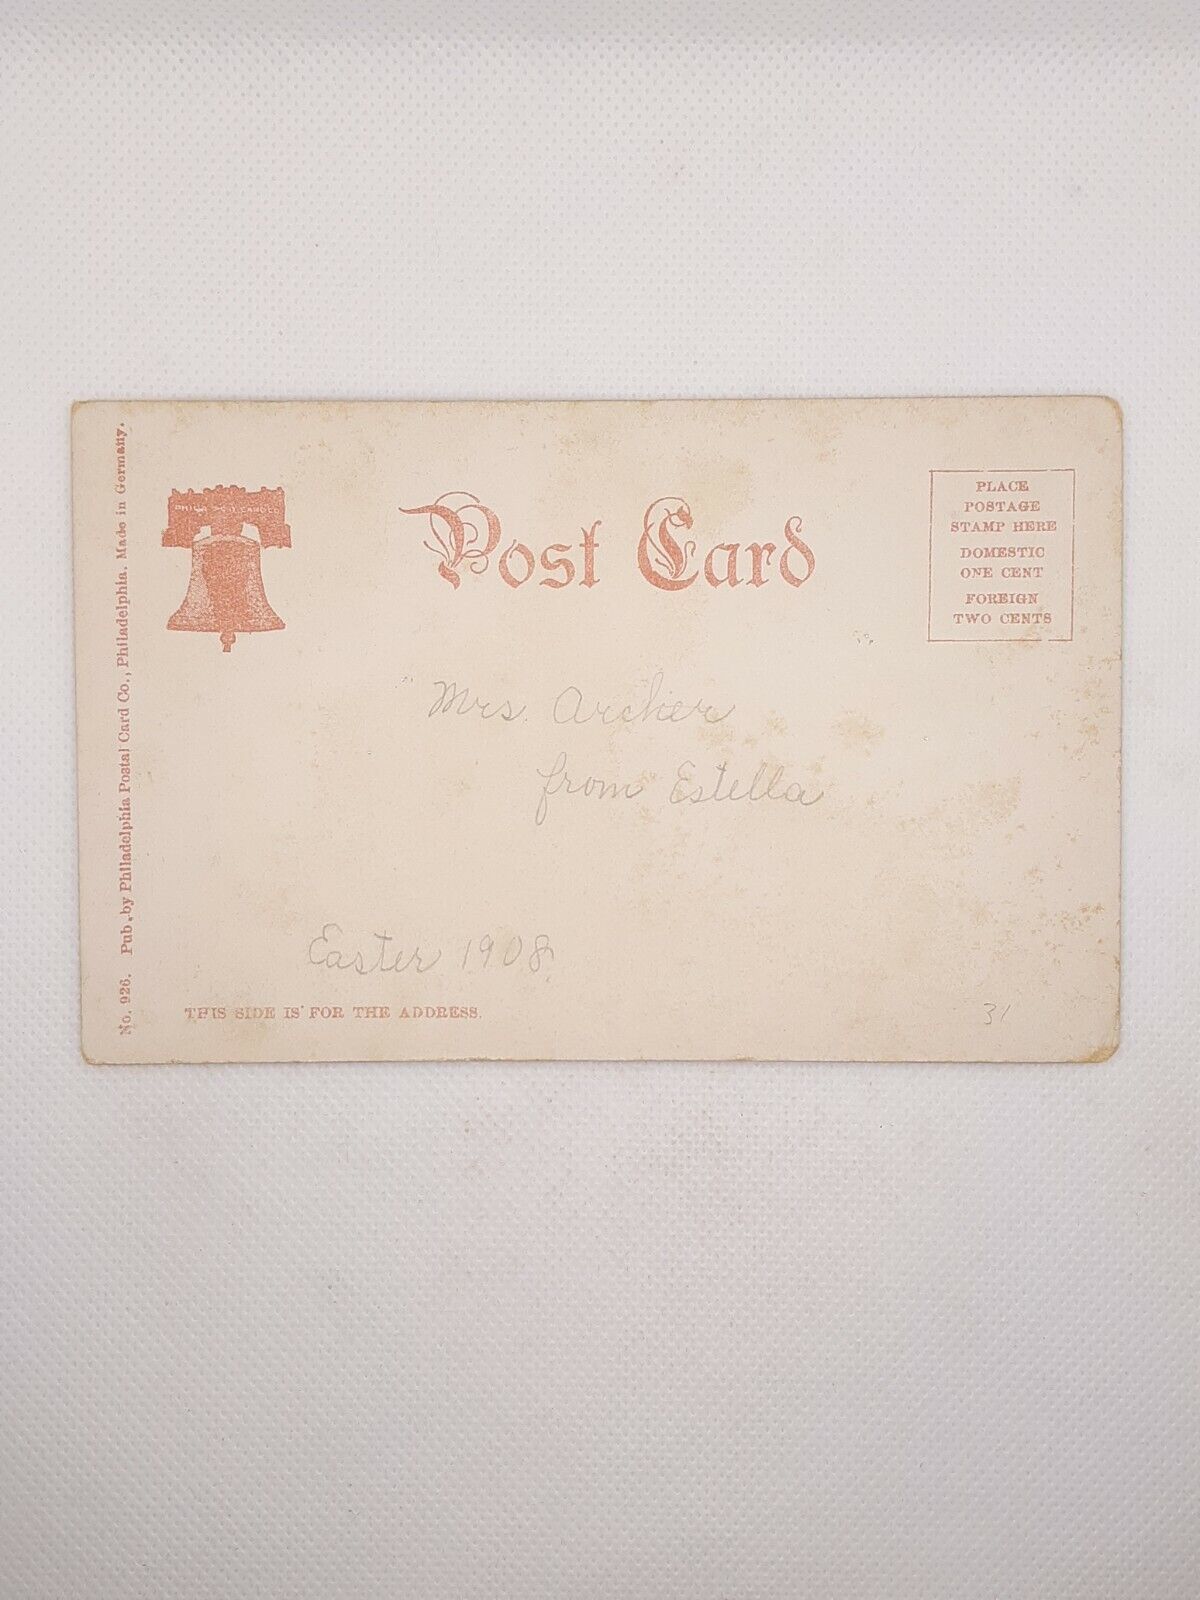 No. 926. Pub. by Philadelphia Postal Card Co., Philadelphia. Made in Germany.
Post Card
PLACE
POSTAGE
STAMP HERE
DOMESTIC
ONE CENT
FOREIGN
TWO CENTS
Mrs. Archer
from Estella
Easter 1908
THIS SIDE IS FOR THE ADDRESS.
31